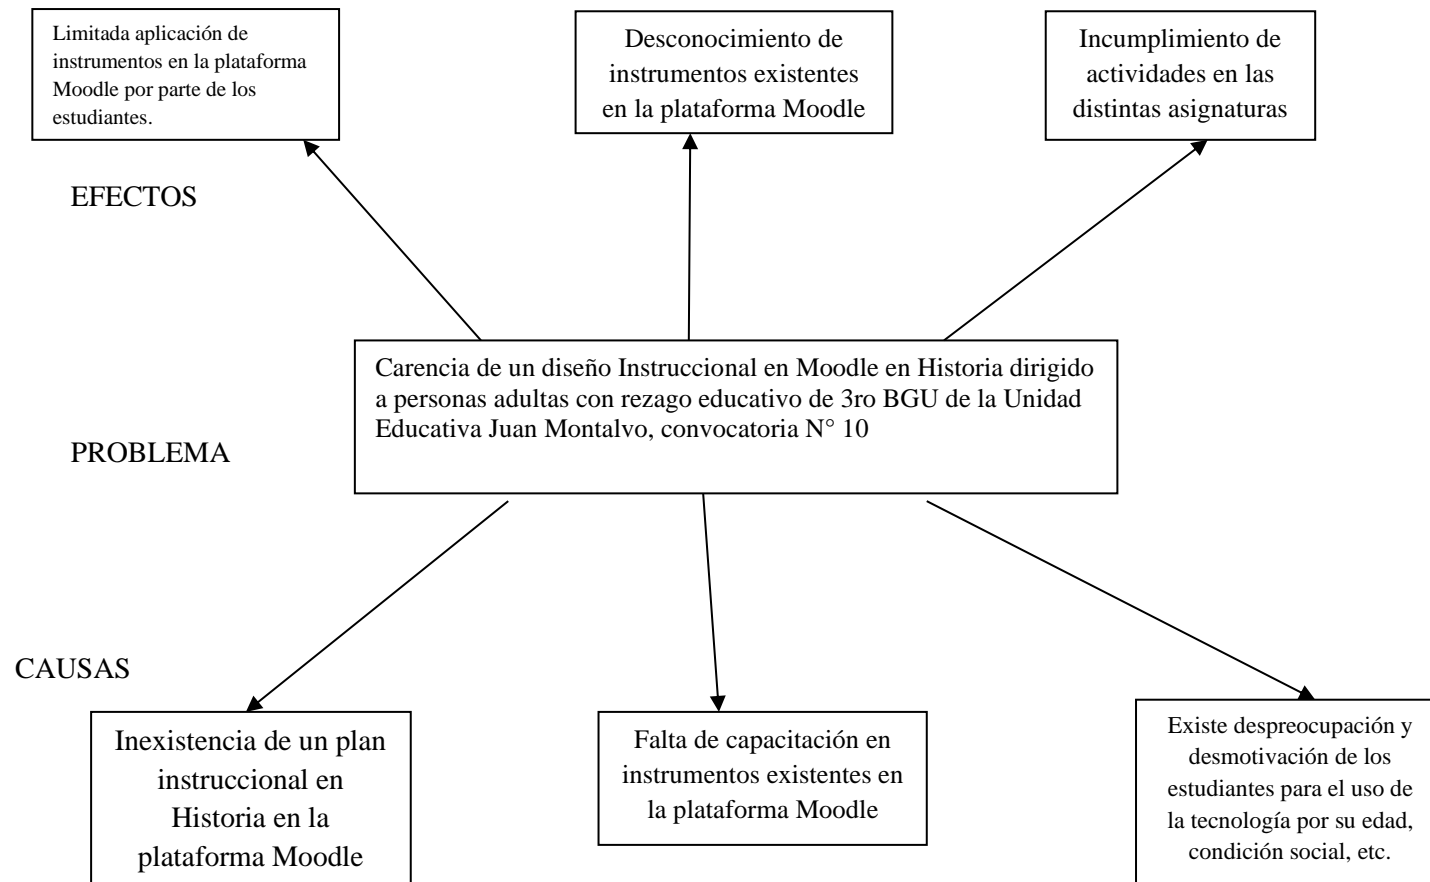 Limitada aplicación de
instrumentos en la plataforma
Moodle por parte de los
estudiantes.
Desconocimiento de
instrumentos existentes
en la plataforma Moodle
Incumplimiento de
actividades en las
distintas asignaturas
EFECTOS
Carencia de un diseño Instruccional en Moodle en Historia dirigido
a personas adultas con rezago educativo de 3ro BGU de la Unidad
Educativa Juan Montalvo, convocatoria N° 10
PROBLEMA
CAUSAS
Inexistencia de un plan
instruccional en
Historia en la
plataforma Moodle
Falta de capacitación en
instrumentos existentes en
la plataforma Moodle
Existe despreocupación y
desmotivación de los
estudiantes para el uso de
la tecnología por su edad,
condición social, etc.